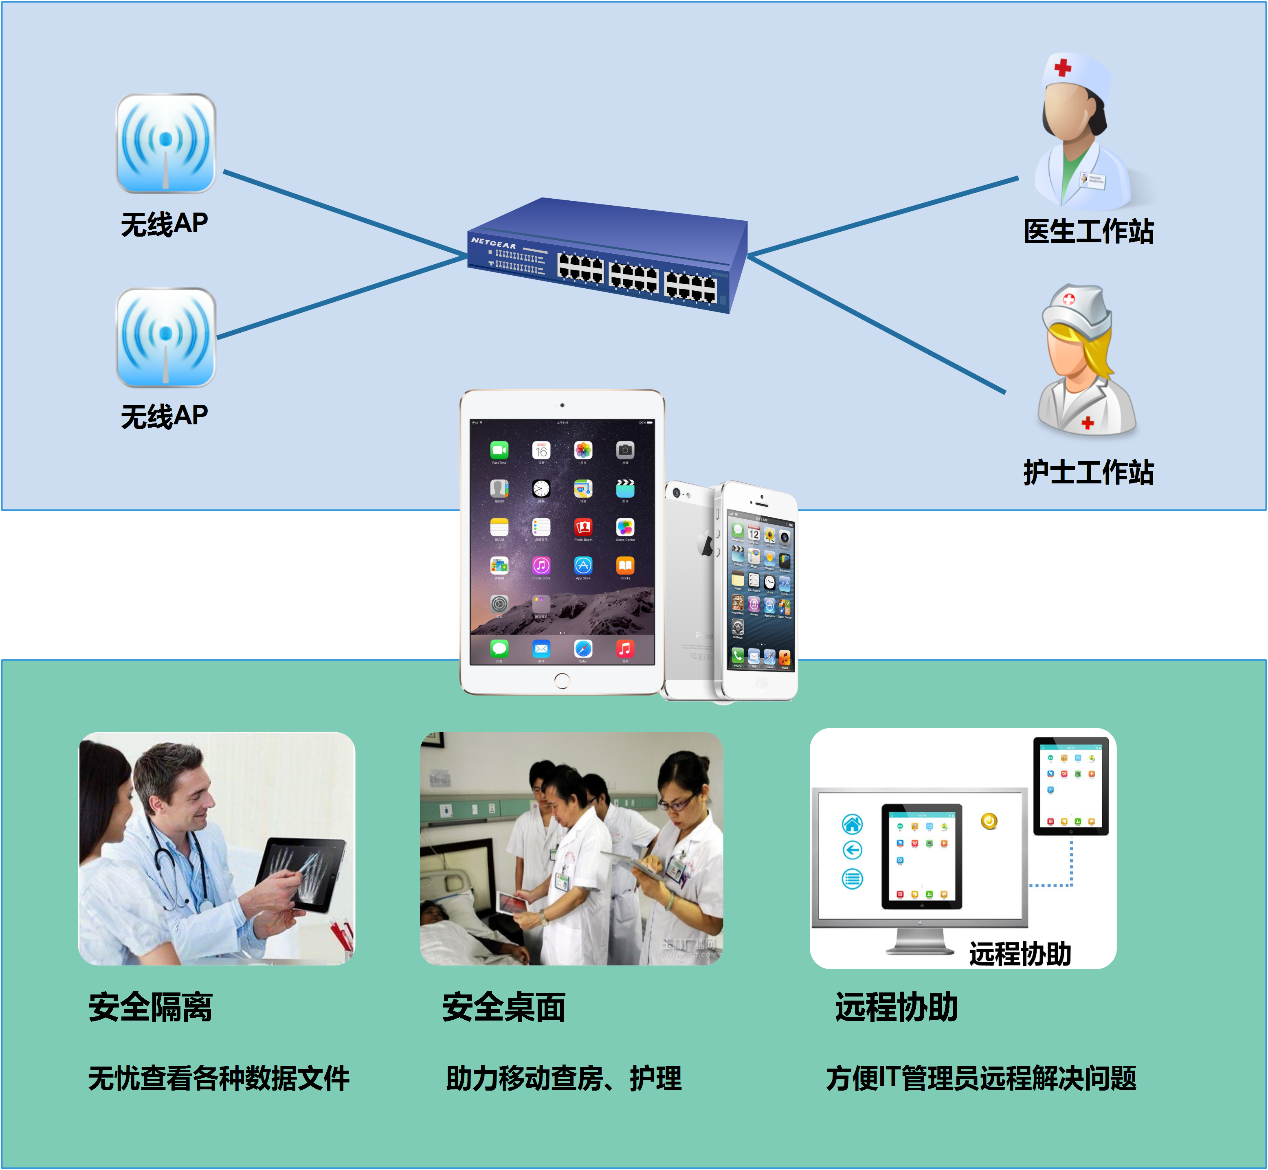 无线AP
NETGEAR
医生工作站
无线AP
护士工作站
远程协助
安全隔离
安全桌面
远程协助
无忧查看各种数据文件
助力移动查房、护理
方便IT管理员远程解决问题